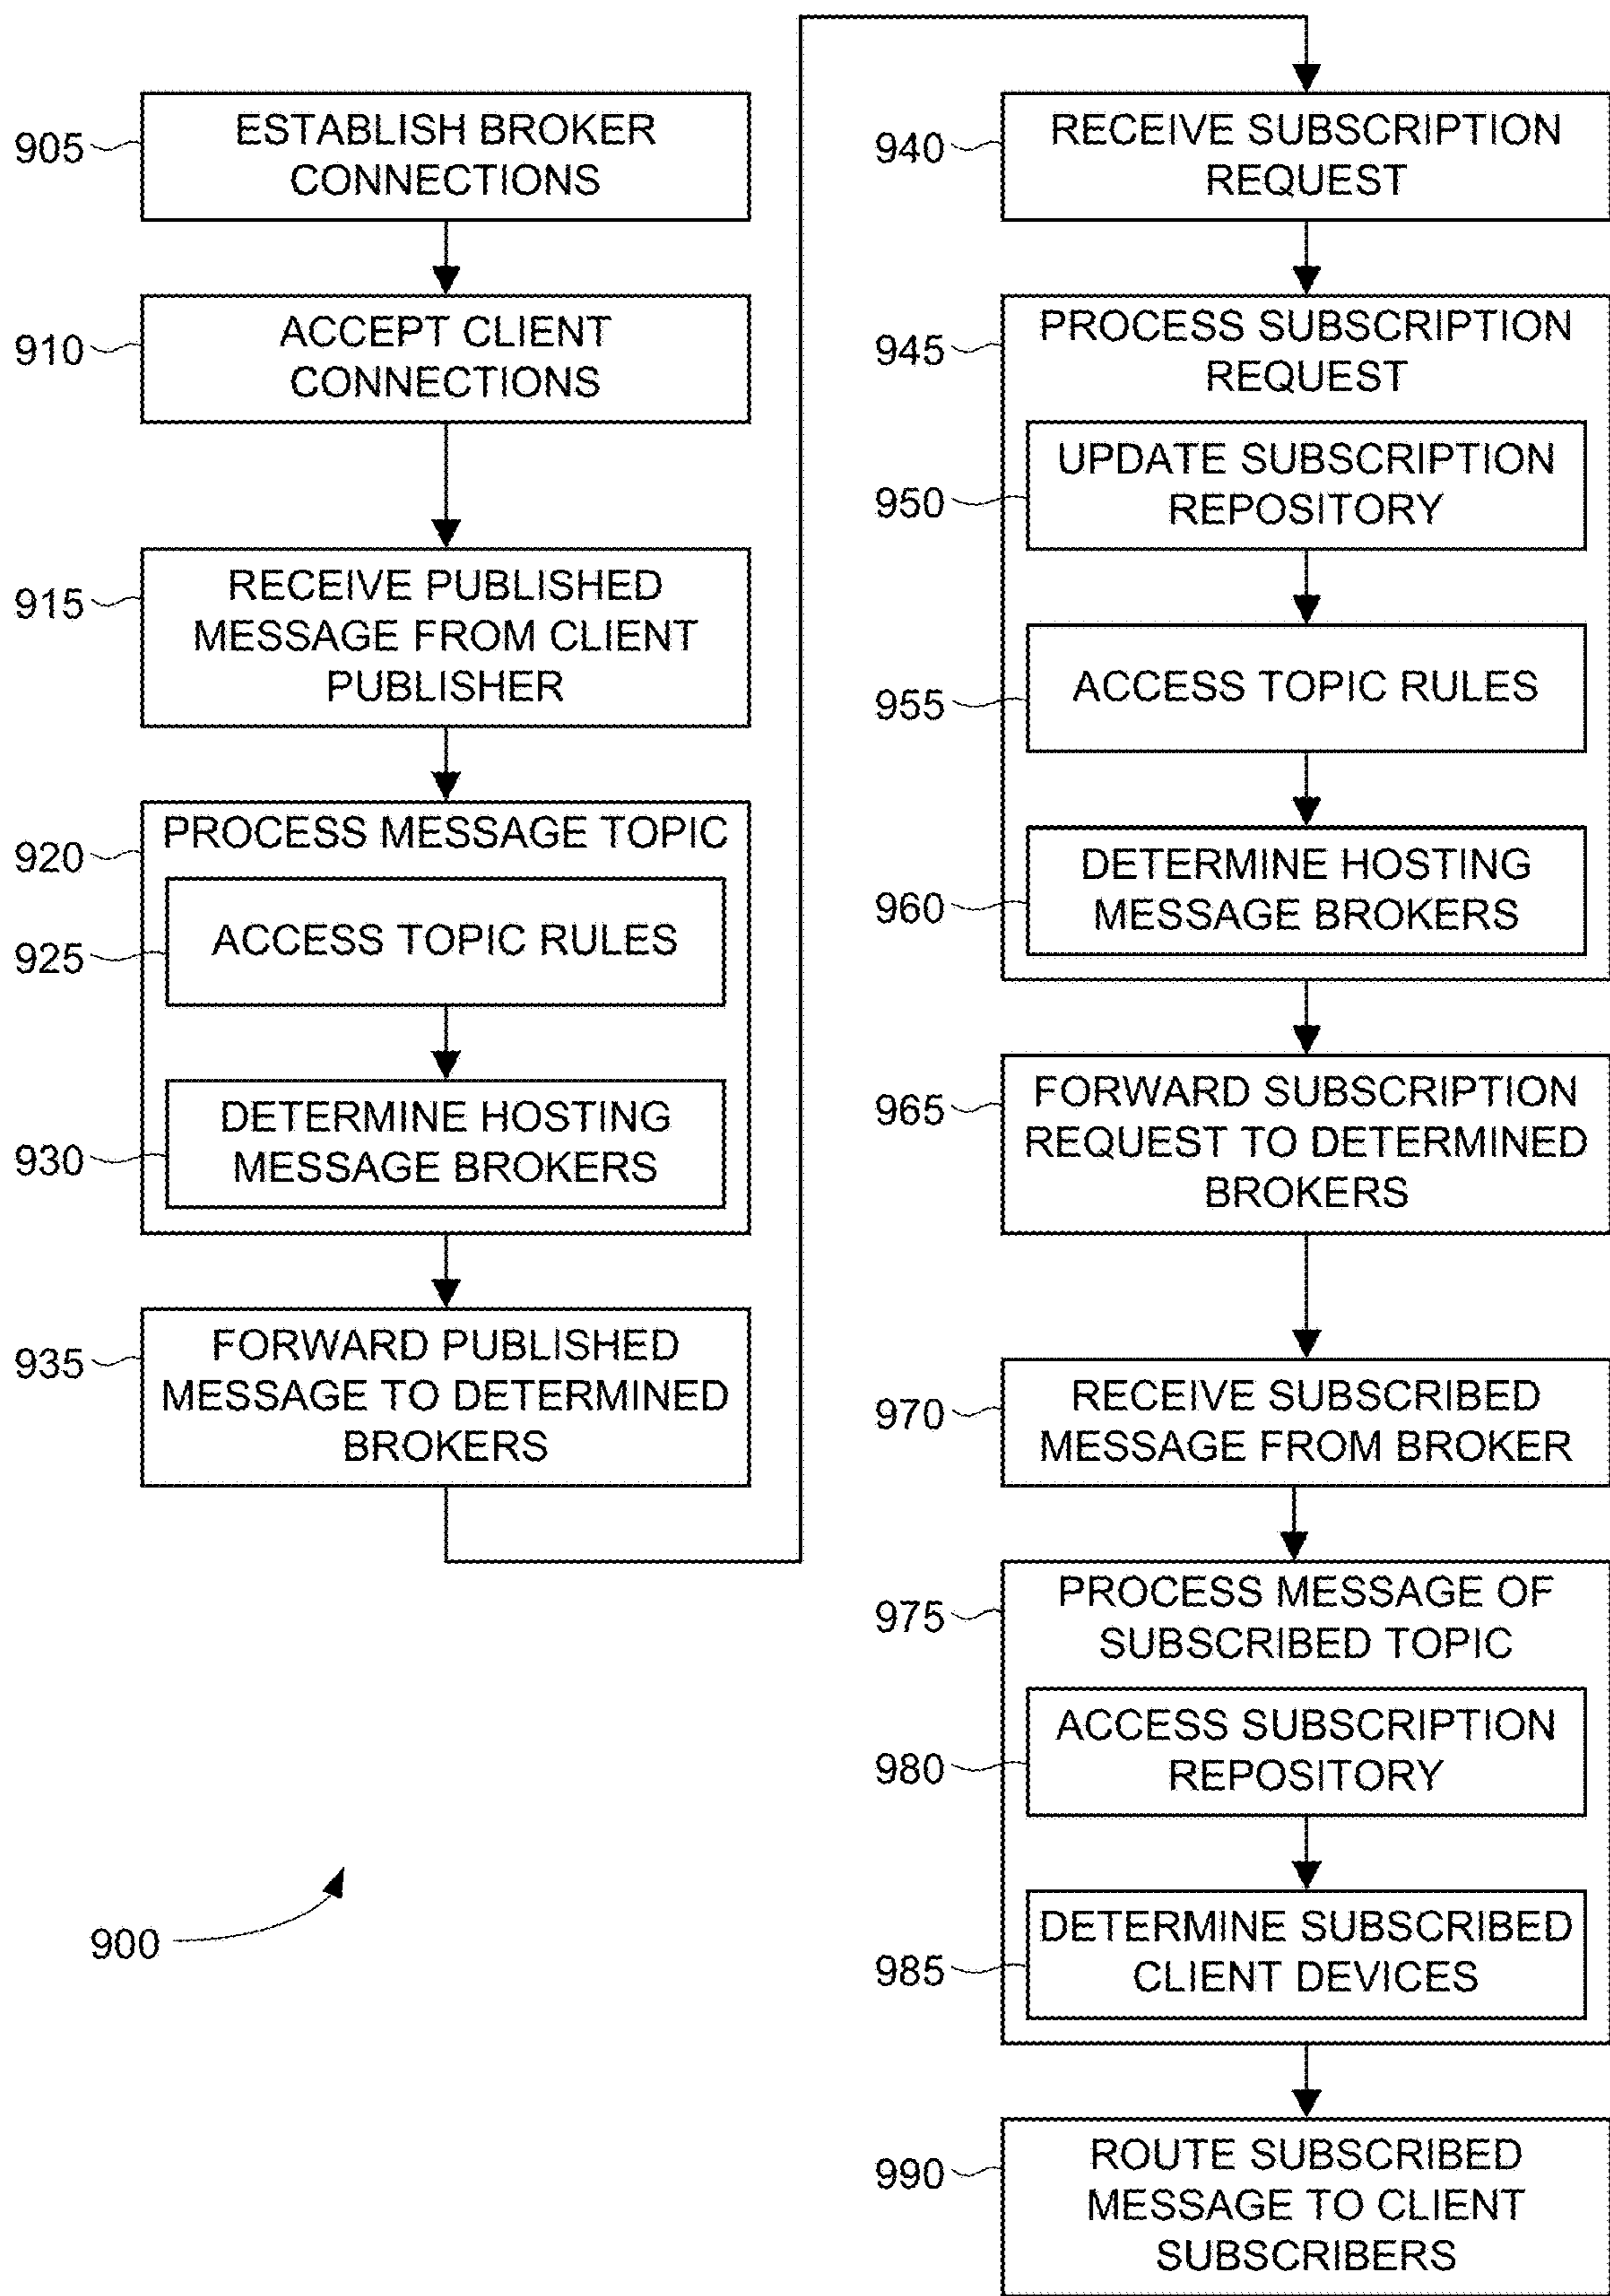 905
ESTABLISH BROKER
CONNECTIONS
910
ACCEPT CLIENT
CONNECTIONS
915
RECEIVE PUBLISHED
MESSAGE FROM CLIENT
PUBLISHER
920
PROCESS MESSAGE TOPIC
925
ACCESS TOPIC RULES
930
DETERMINE HOSTING
MESSAGE BROKERS
935
FORWARD PUBLISHED
MESSAGE TO DETERMINED
BROKERS
900
940
RECEIVE SUBSCRIPTION
REQUEST
945
PROCESS SUBSCRIPTION
REQUEST
950
UPDATE SUBSCRIPTION
REPOSITORY
955
ACCESS TOPIC RULES
960
DETERMINE HOSTING
MESSAGE BROKERS
965
FORWARD SUBSCRIPTION
REQUEST TO DETERMINED
BROKERS
970
RECEIVE SUBSCRIBED
MESSAGE FROM BROKER
975
PROCESS MESSAGE OF
SUBSCRIBED TOPIC
980
ACCESS SUBSCRIPTION
REPOSITORY
985
DETERMINE SUBSCRIBED
CLIENT DEVICES
990
ROUTE SUBSCRIBED
MESSAGE TO CLIENT
SUBSCRIBERS